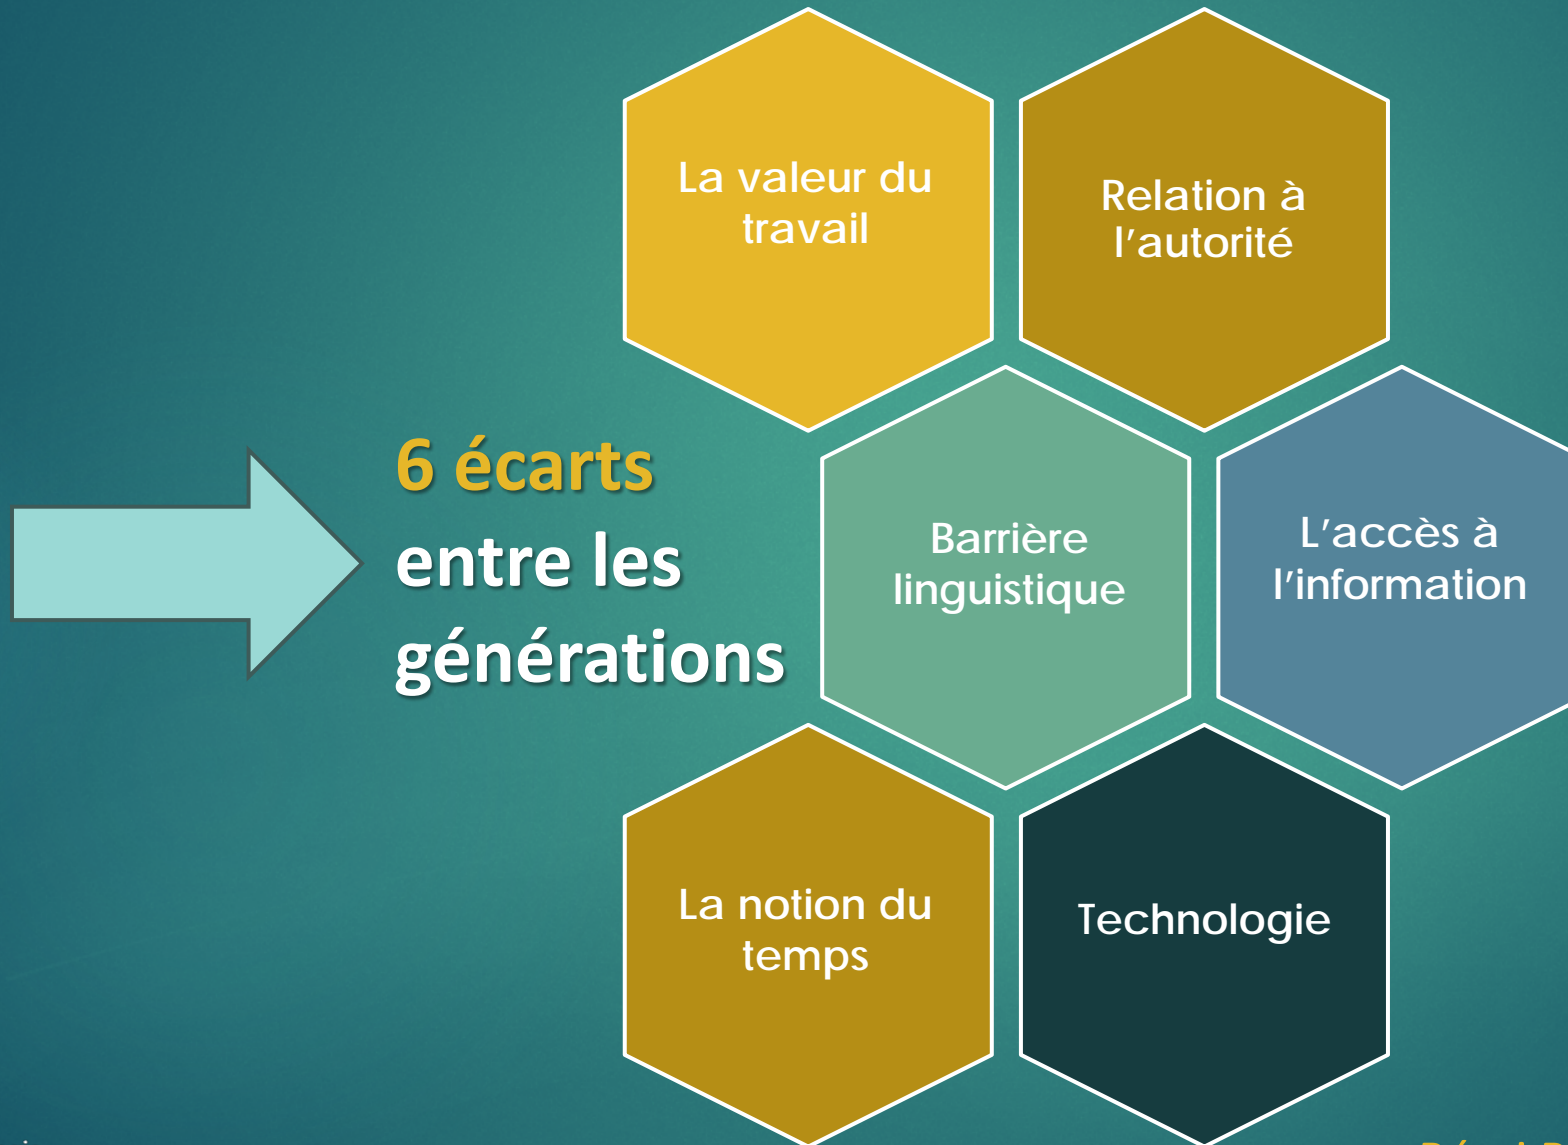 La valeur du
travail
Relation à
l'autorité
6 écarts
entre les
générations
Barrière
linguistique
L'accès à
l'information
La notion du
temps
Technologie